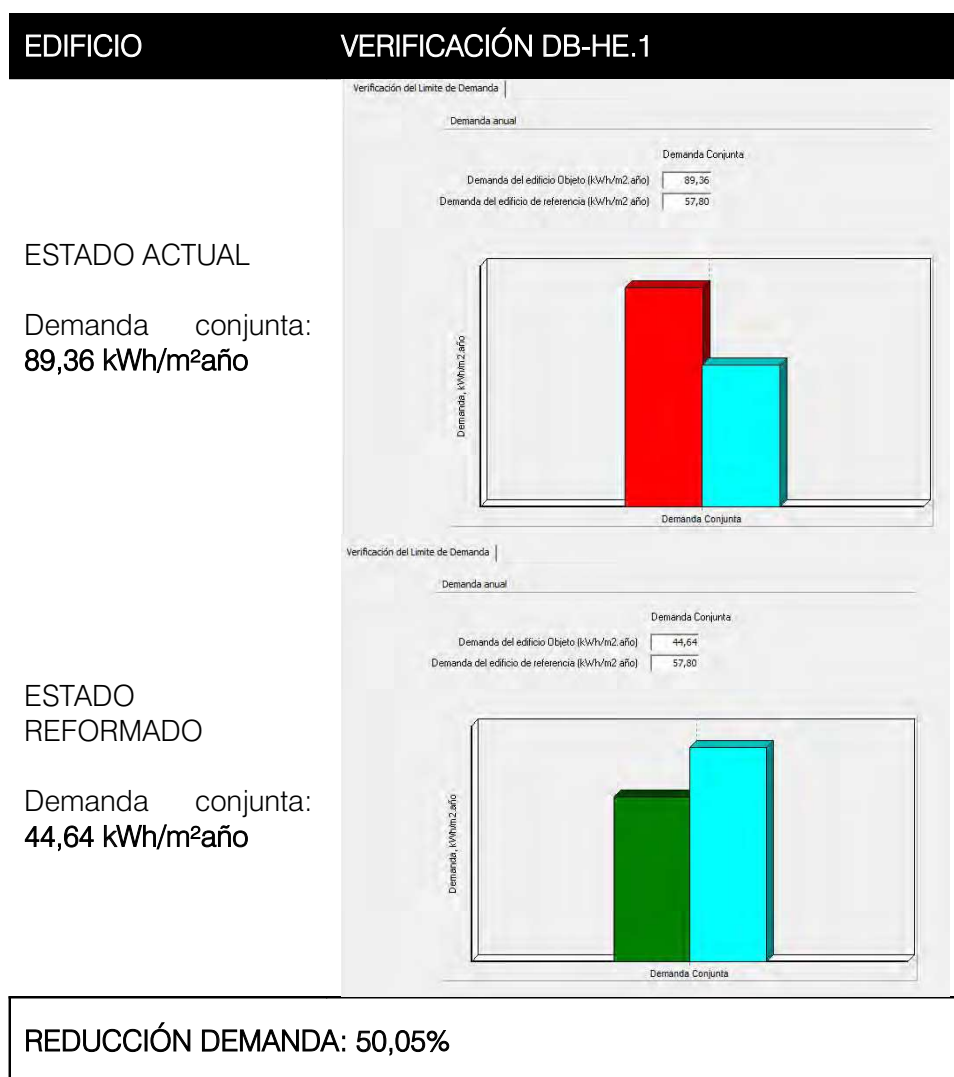 EDIFICIO
VERIFICACIÓN DB-HE.1
ESTADO ACTUAL
Demanda conjunta:
89,36 kWh/m²año
Verificación del Limite de Demanda
Demanda anual
Demanda Conjunta
Demanda del edificio Objeto (kWh/m2.año) 89,36
Demanda del edificio de referencia (kWh/m2 año) 57,80
Demanda, kWh/m2.año
Demanda Conjunta
ESTADO
REFORMADO
Demanda conjunta:
44,64 kWh/m²año
Verificación del Limite de Demanda
Demanda anual
Demanda Conjunta
Demanda del edificio Objeto (kWh/m2.año) 44,64
Demanda del edificio de referencia (kWh/m2 año) 57,80
Demanda, kWh/m2.año
Demanda Conjunta
REDUCCIÓN DEMANDA: 50,05%